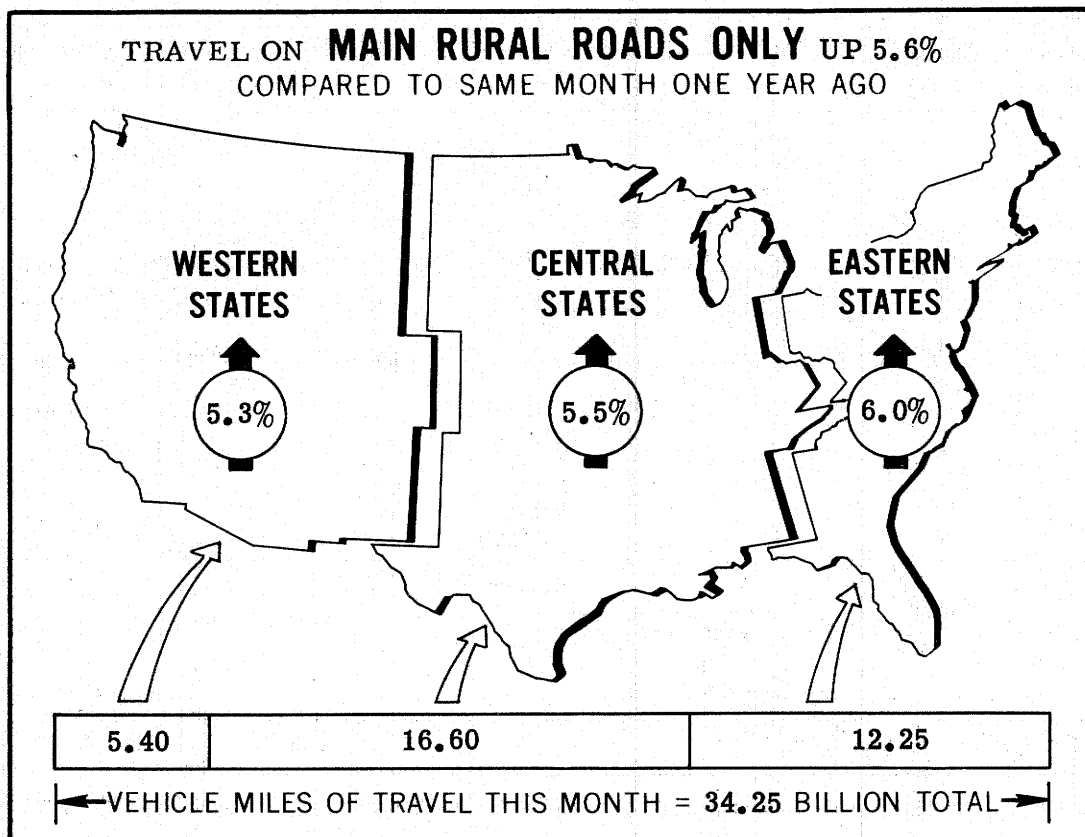 TRAVEL ON MAIN RURAL ROADS ONLY UP 5.6%
COMPARED TO SAME MONTH ONE YEAR AGO
WESTERN
STATES
5.3%
CENTRAL
STATES
5.5%
EASTERN
STATES
6.0%
5.40 16.60 12.25
VEHICLE MILES OF TRAVEL THIS MONTH = 34.25 BILLION TOTAL